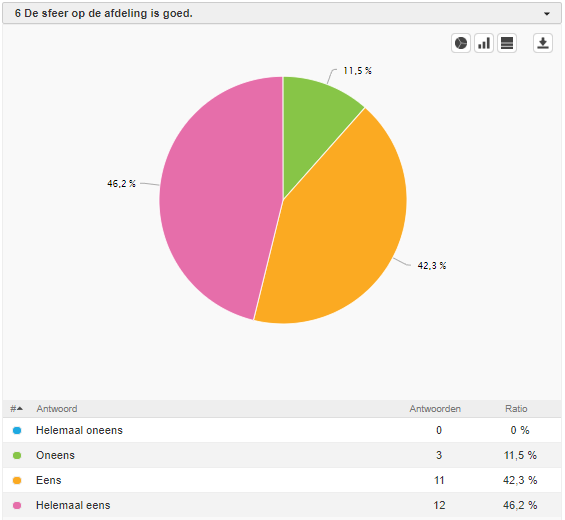 6 De sfeer op de afdeling is goed.
11,5 %
46,2 %
42,3 %
# Antwoord Antwoorden Ratio
Helemaal oneens 0 0 %
Oneens 3 11,5 %
Eens 11 42,3 %
Helemaal eens 12 46,2 %